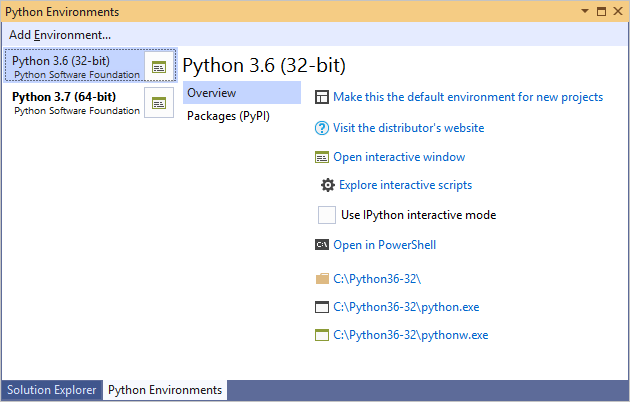 Python Environments
Add Environment...
Python 3.6 (32-bit)
Python Software Foundation
Python 3.7 (64-bit)
Python Software Foundation
Python 3.6 (32-bit)
Overview
Packages (PyPI)
Make this the default environment for new projects
Visit the distributor's website
Open interactive window
Explore interactive scripts
Use IPython interactive mode
C:\
Open in PowerShell
C:\Python36-32\
C:\Python36-32\python.exe
C:\Python36-32\pythonw.exe
Solution Explorer
Python Environments